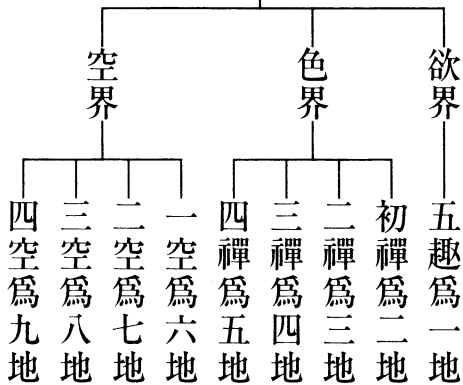 欲界
色界
空界
五趣爲一地
初禪爲二地
二禪爲三地
三禪爲四地
四禪爲五地
一空爲六地
二空爲七地
三空爲八地
四空爲九地